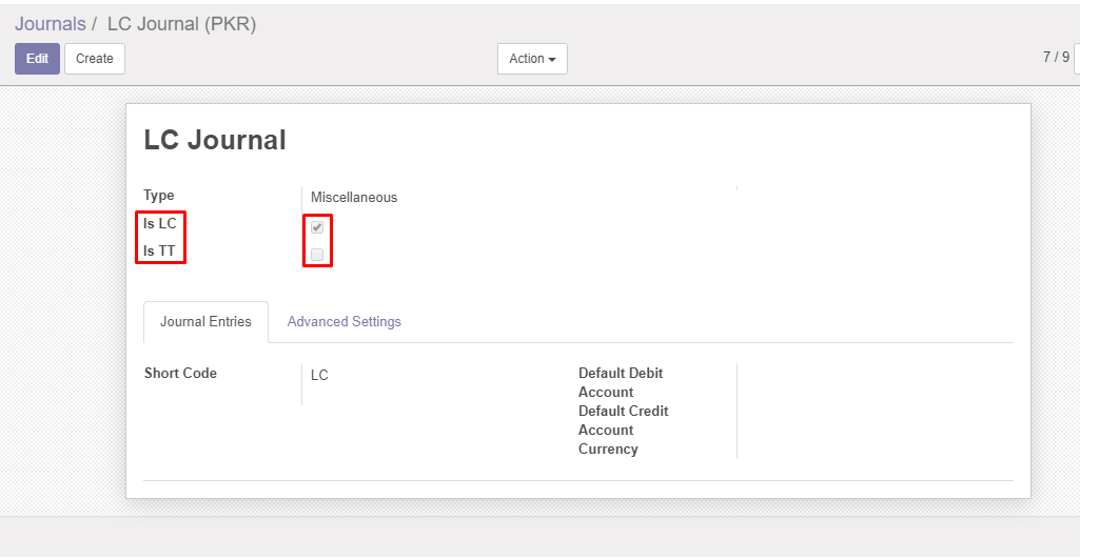 Journals / LC Journal (PKR)
Edit Create Action 7 / 9
LC Journal
Type Miscellaneous
Is LC
Is TT
Journal Entries Advanced Settings
Short Code LC
Default Debit
Account
Default Credit
Account
Currency